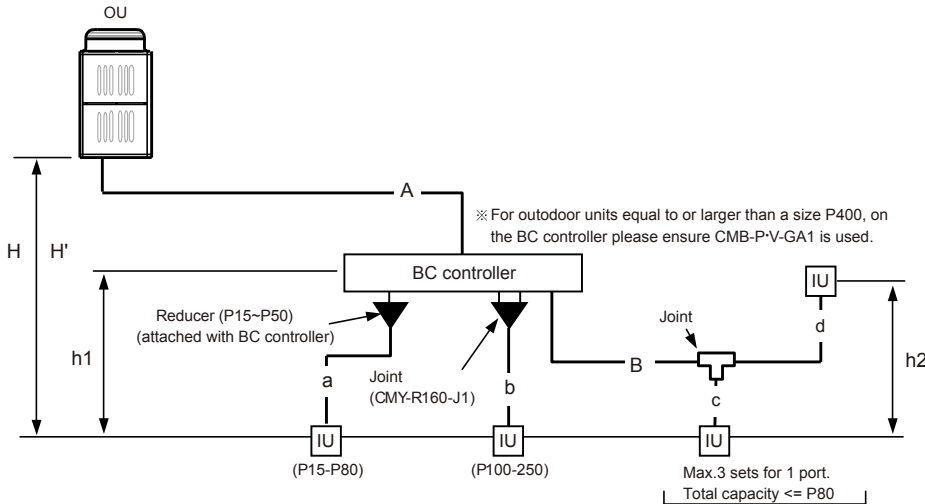 OU
A
※ For outodoor units equal to or larger than a size P400, on
the BC controller please ensure CMB-P*V-GA1 is used.
H
H'
BC controller
IU
Reducer (P15~P50)
(attached with BC controller)
Joint
d
h1
h2
B
a
Joint
(CMY-R160-J1)
b
c
IU
IU
IU
(P15-P80)
(P100-250)
Max.3 sets for 1 port.
Total capacity <= P80